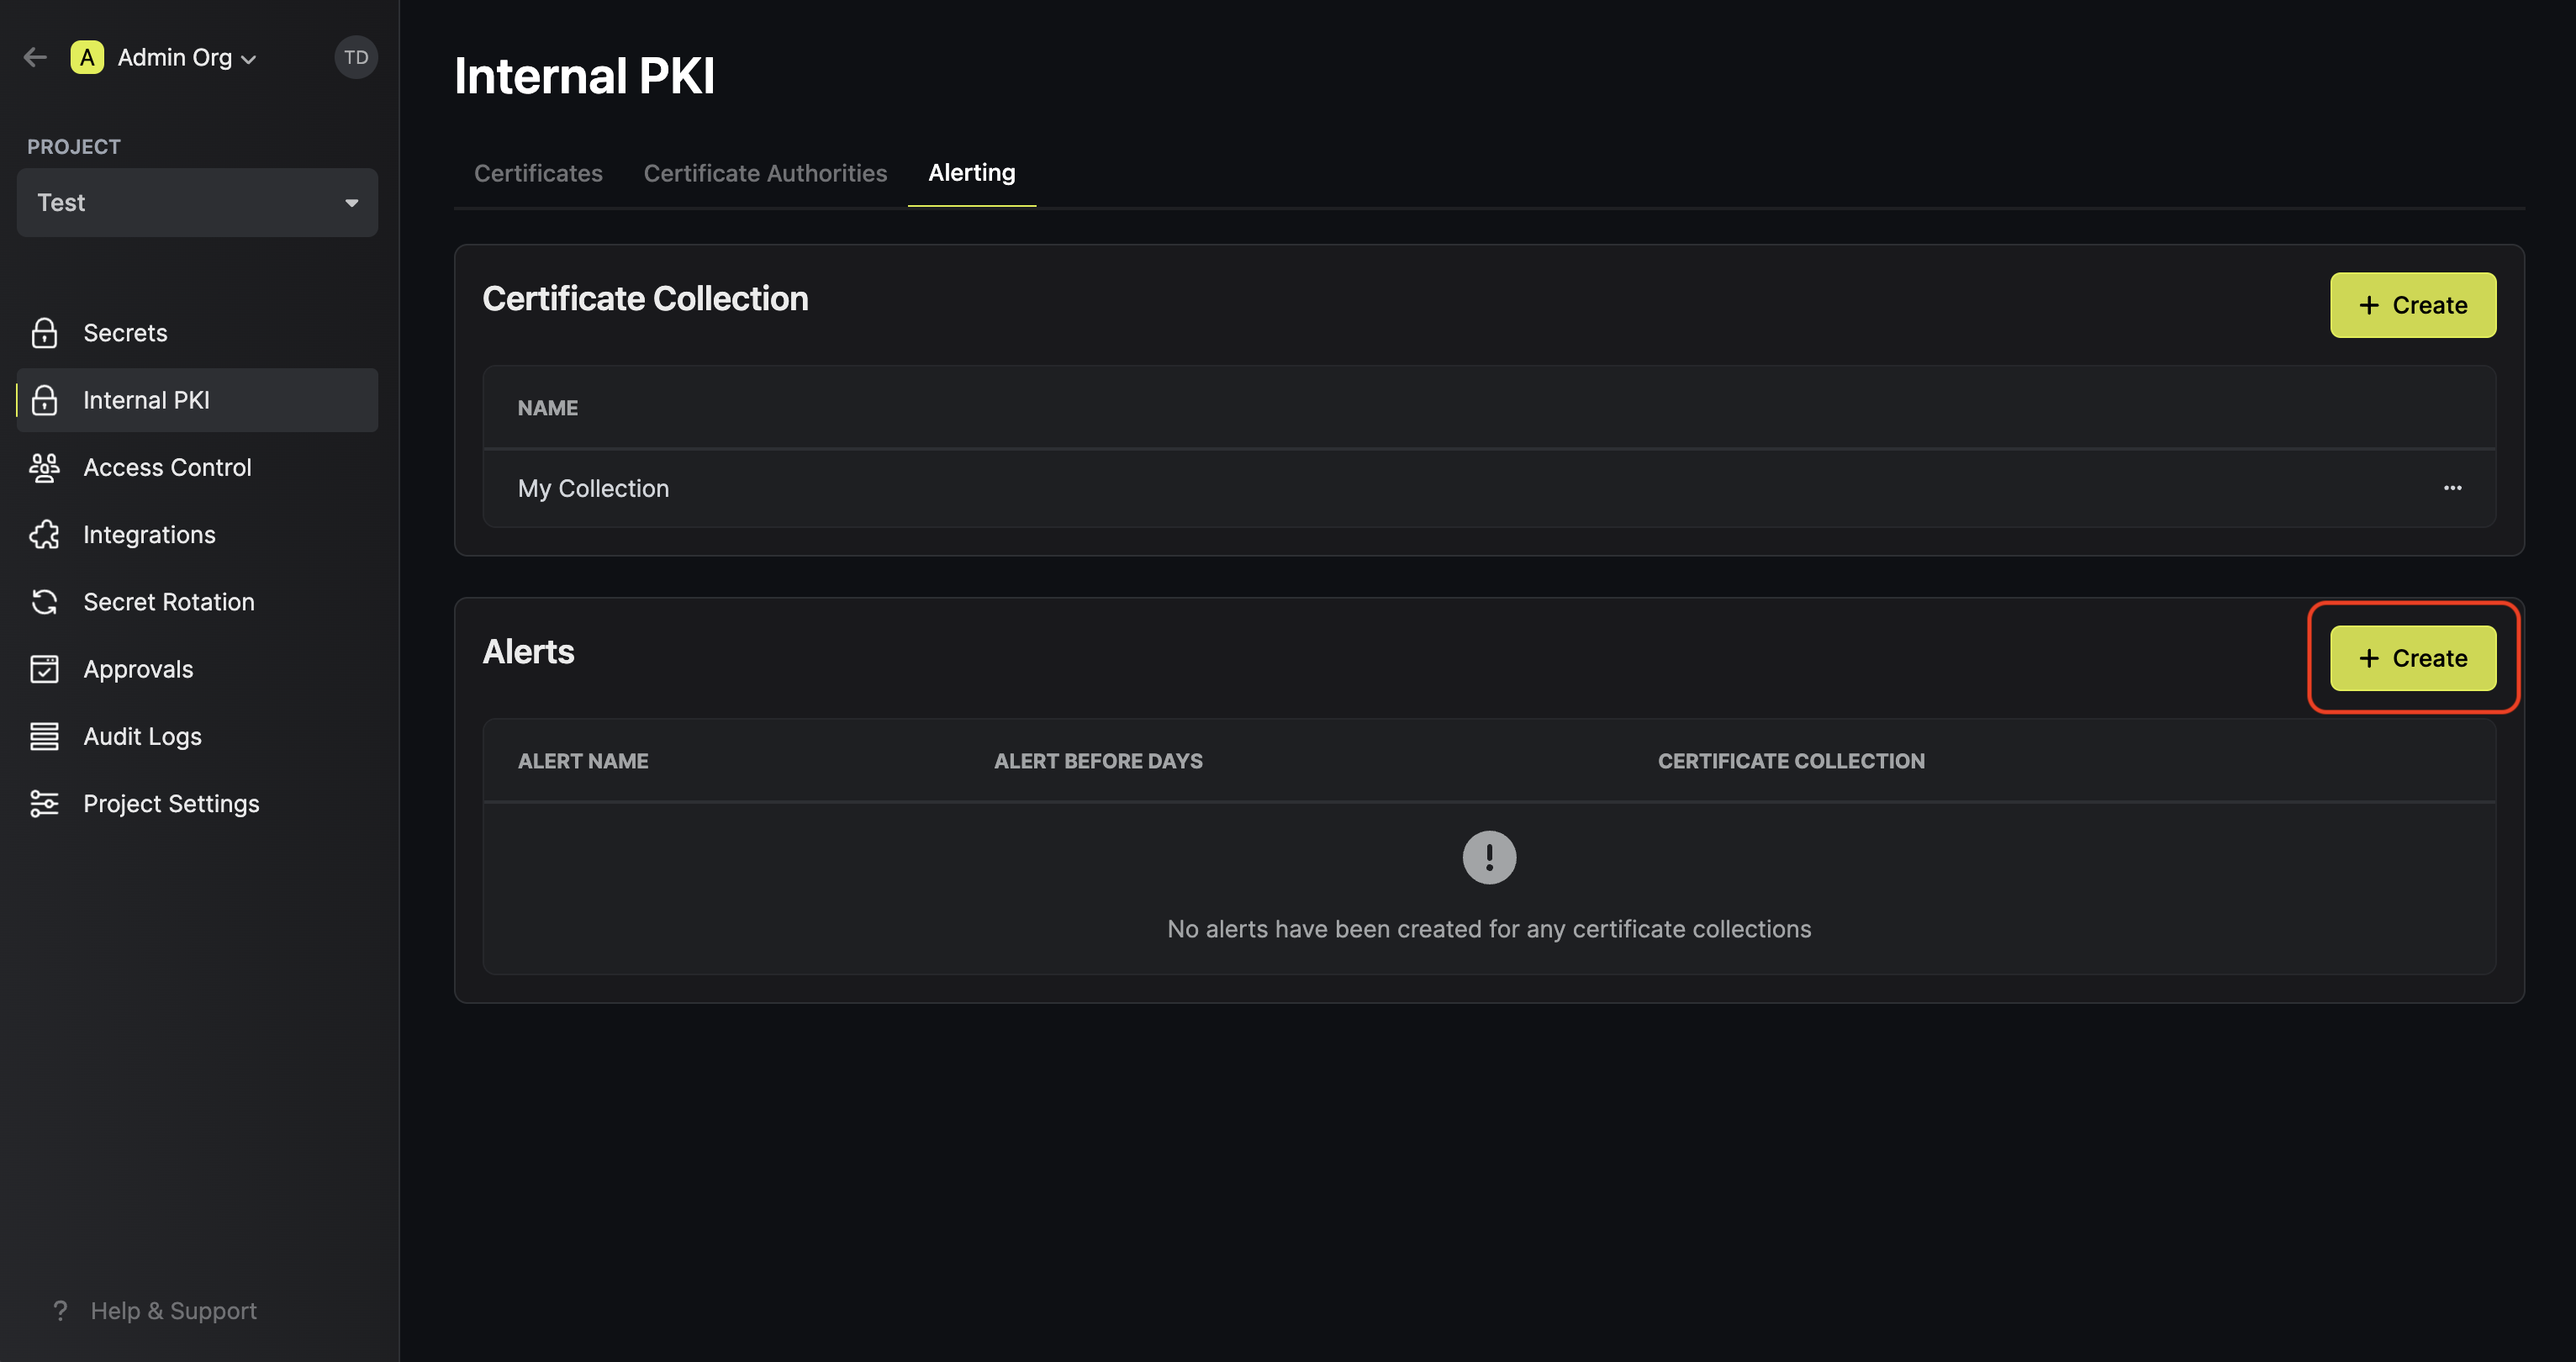 A Admin Org
TD
PROJECT
Test
Secrets
Internal PKI
Access Control
Integrations
Secret Rotation
Approvals
Audit Logs
Project Settings
? Help & Support
Internal PKI
Certificates Certificate Authorities Alerting
Certificate Collection
+ Create
NAME
My Collection
...
Alerts
+ Create
ALERT NAME ALERT BEFORE DAYS CERTIFICATE COLLECTION
!
No alerts have been created for any certificate collections